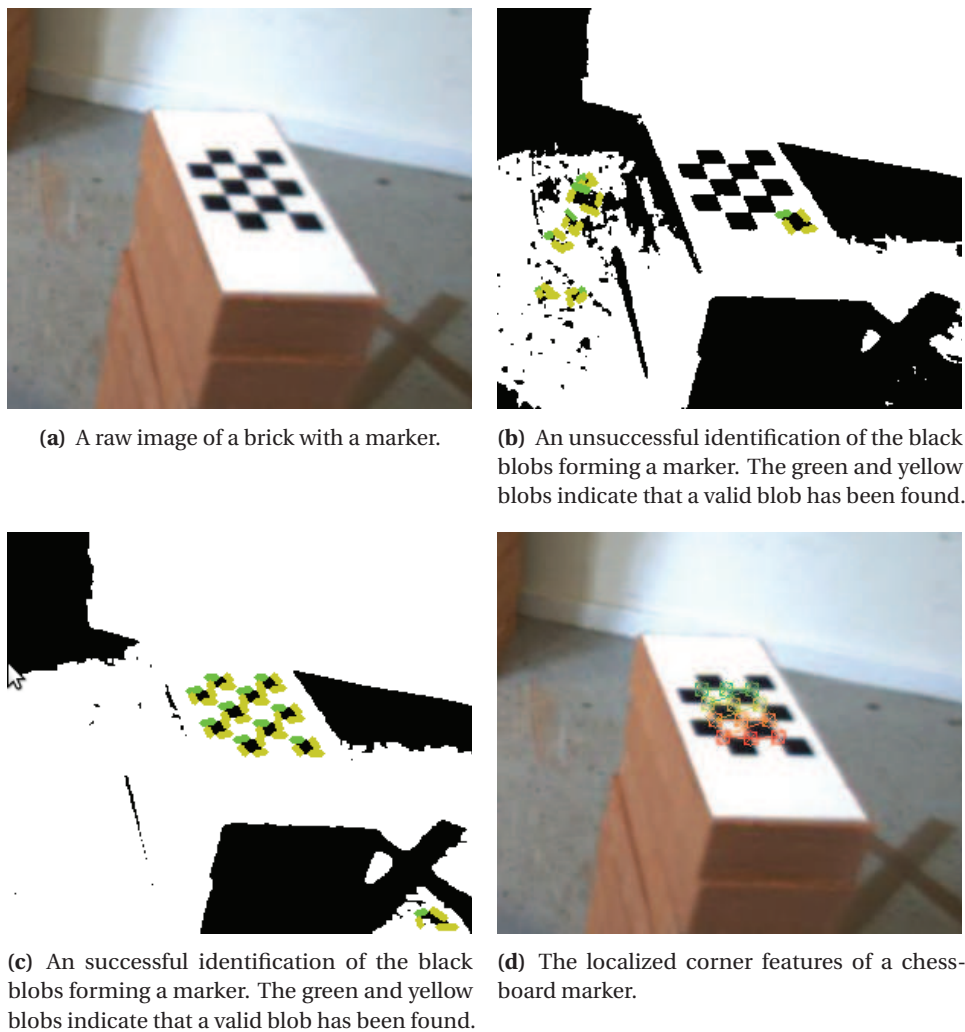 (a) A raw image of a brick with a marker.
(b) An unsuccessful identification of the black
blobs forming a marker. The green and yellow
blobs indicate that a valid blob has been found.
(c) An successful identification of the black
blobs forming a marker. The green and yellow
blobs indicate that a valid blob has been found.
(d) The localized corner features of a chess-
board marker.